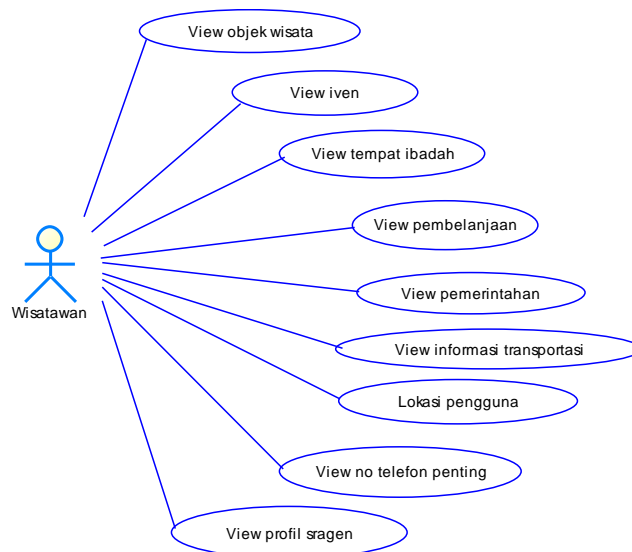 View objek wisata
View iven
View tempat ibadah
View pembelanjaan
View pemerintahan
Wisatawan
View informasi transportasi
Lokasi pengguna
View no telefon penting
View profil sragen